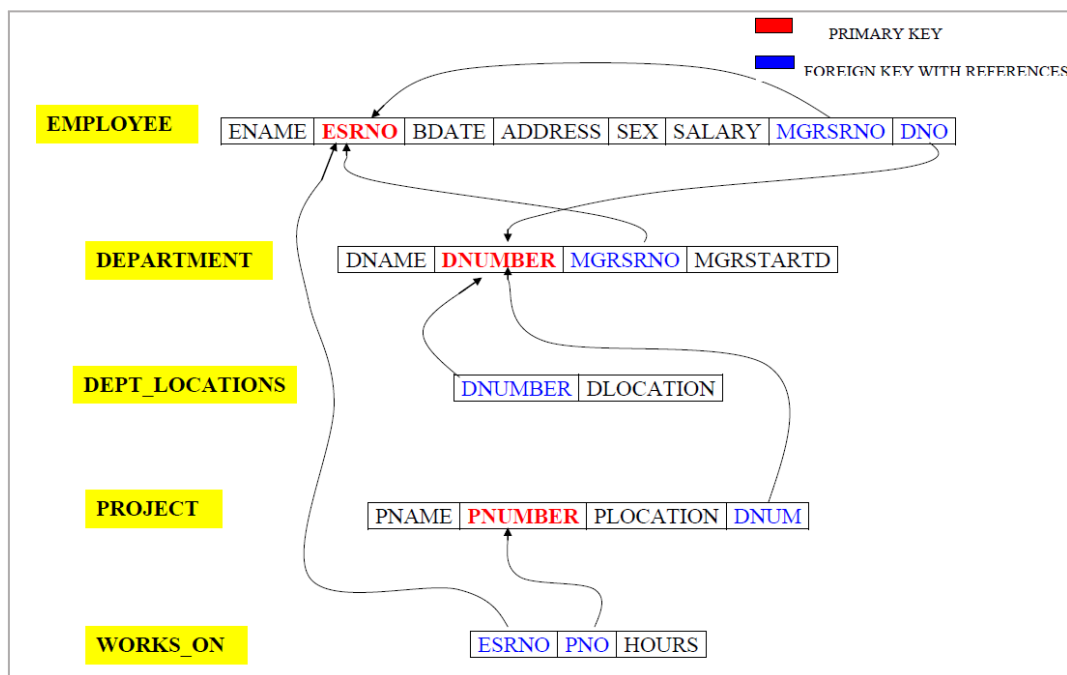 PRIMARY KEY
FOREIGN KEY WITH REFERENCES
EMPLOYEE
ENAME ESRNO BDATE ADDRESS SEX SALARY MGRSRNO DNO
DEPARTMENT
DNAME DNUMBER MGRSRNO MGRSTARTD
DEPT_LOCATIONS
DNUMBER DLOCATION
PROJECT
PNAME PNUMBER PLOCATION DNUM
WORKS_ON
ESRNO PNO HOURS